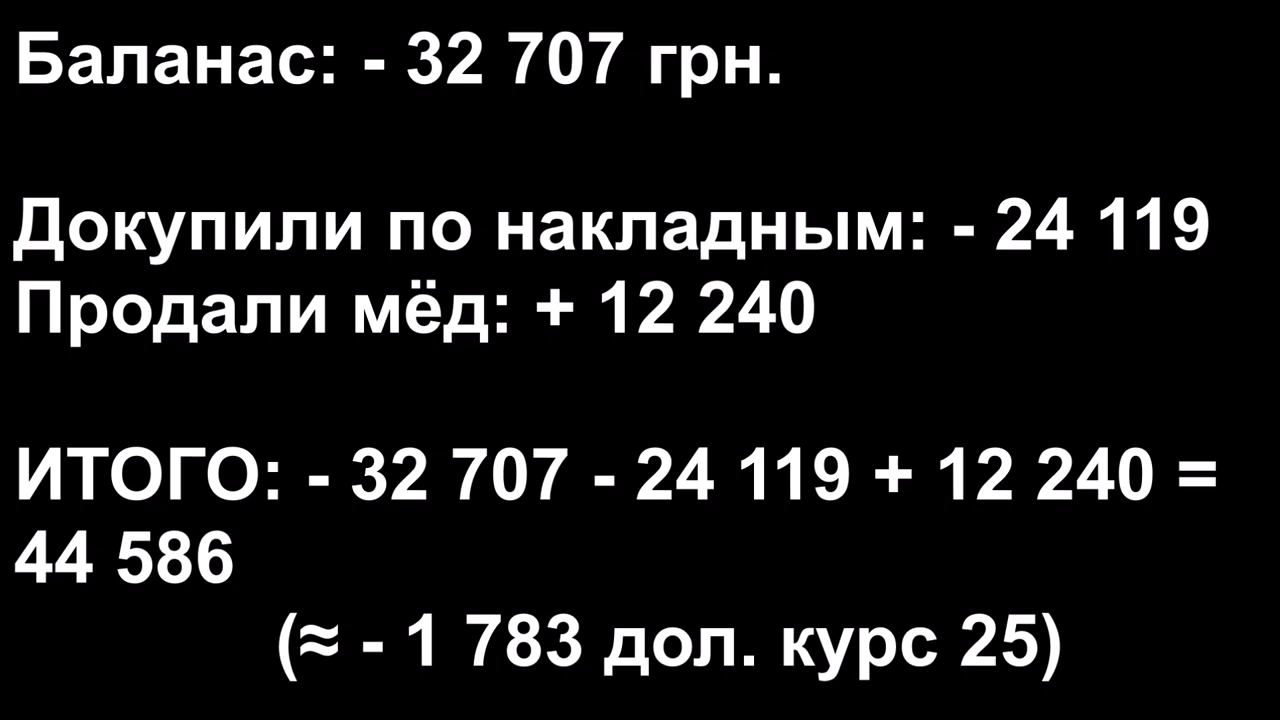 Баланас: - 32 707 грн.
Докупили по накладным: - 24 119
Продали мёд: + 12 240
ИТОГО: - 32 707 - 24 119 + 12 240 =
44 586
(≈ - 1 783 дол. курс 25)